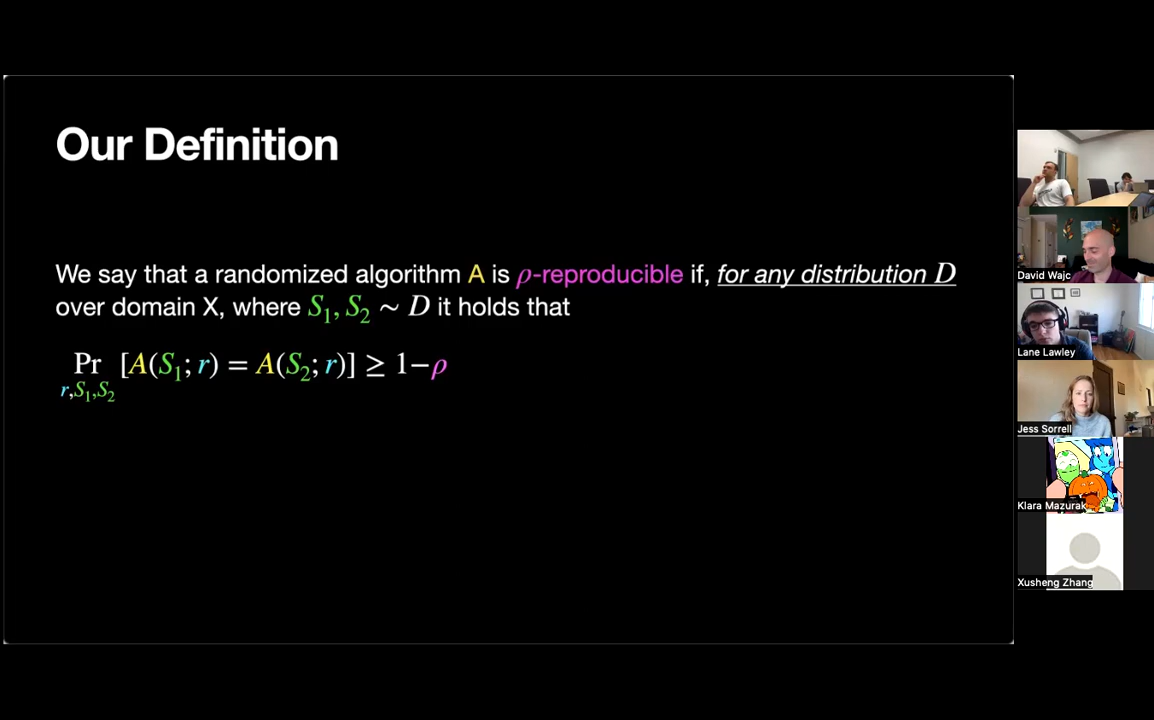 Our Definition
We say that a randomized algorithm A is ρ-reproducible if, for any distribution D
over domain X, where S₁, S₂ ~ D it holds that
Pr [A(S₁; r) = A(S₂; r)] ≥ 1−ρ
r,S₁,S₂
David Wajc
Lane Lawley
Jess Sorrell
Klara Mazurak
Xusheng Zhang